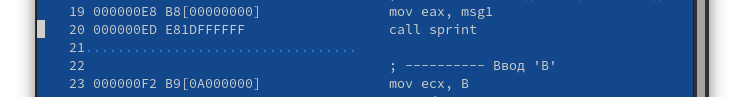 19 000000E8 B8[00000000] mov eax, msg1
20 000000ED E81DFFFFFF call sprint
21..................................
22 ; ---------- Ввод 'B'
23 000000F2 B9[0A000000] mov ecx, B